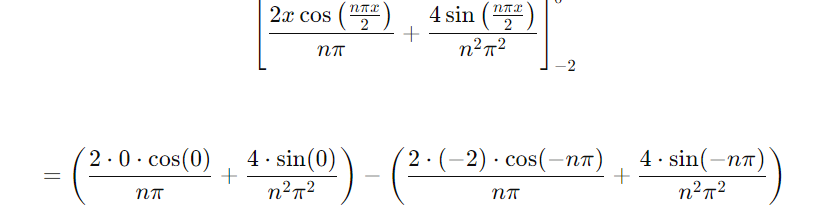 [ 2x cos (nπx/2) / nπ + 4 sin (nπx/2) / n²π² ]₋₂
= ( 2 · 0 · cos(0) / nπ + 4 · sin(0) / n²π² ) − ( 2 · (−2) · cos(−nπ) / nπ + 4 · sin(−nπ) / n²π² )